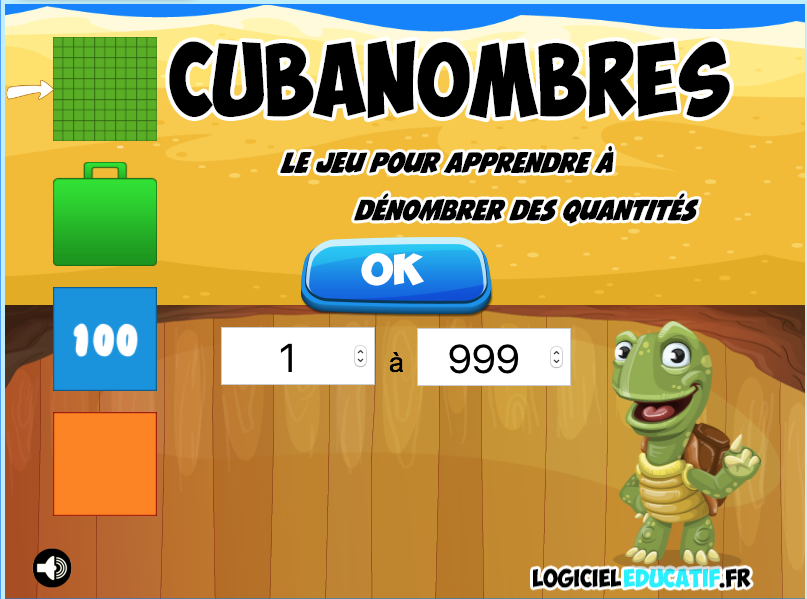 CUBANOMBRES
LE JEU POUR APPRENDRE À
DÉNOMBRER DES QUANTITÉS
OK
100
1 à 999
LOGICIELEDUCATIF.FR